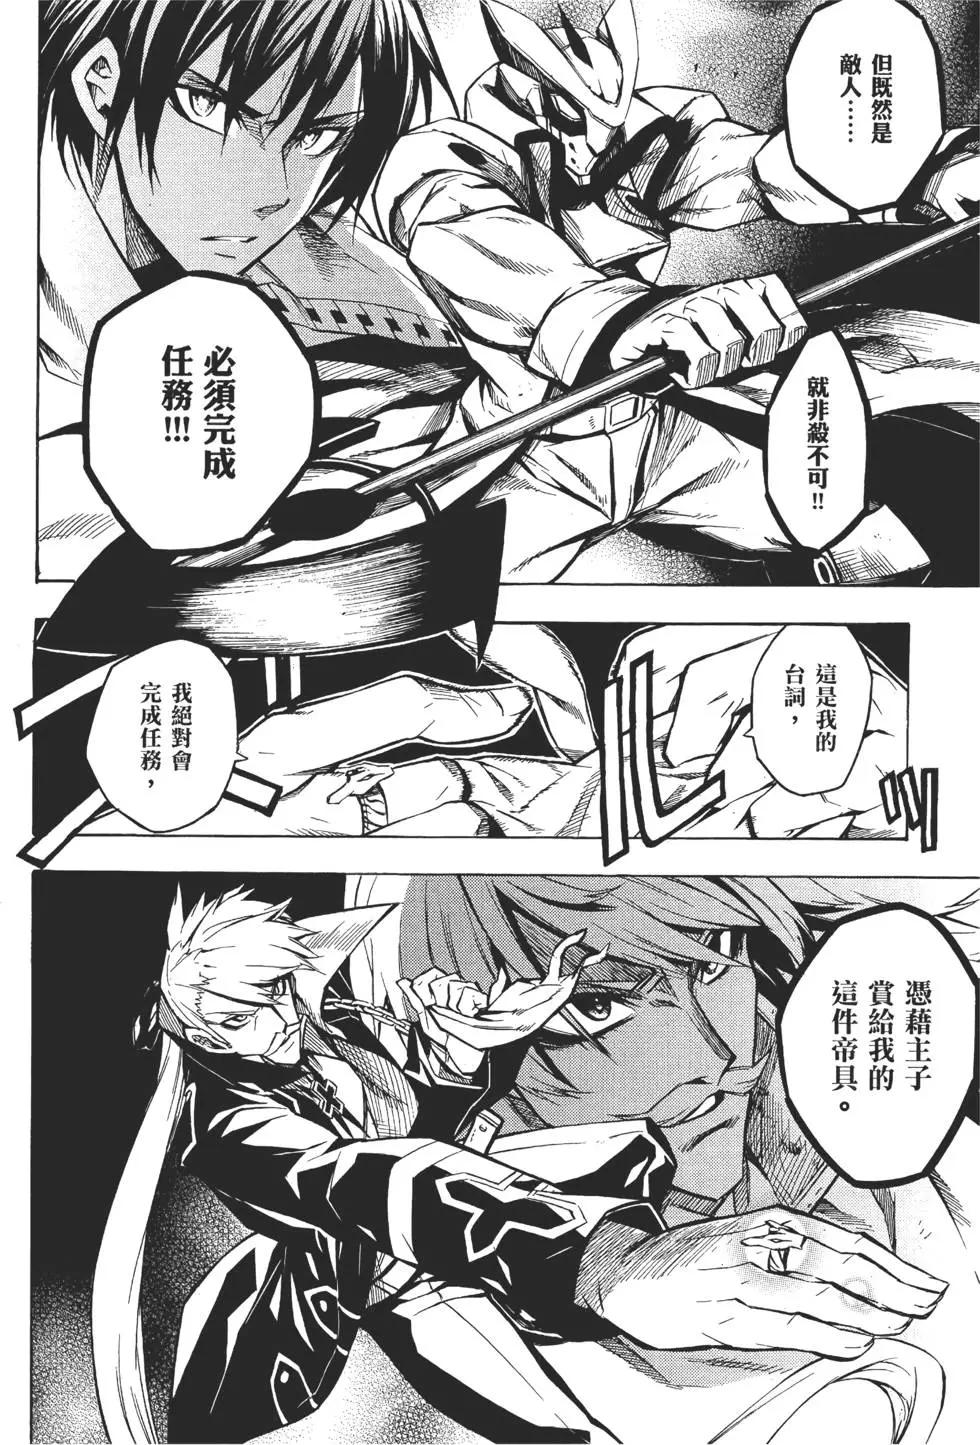 但既然是
敵人……
就非殺不可!!
必須完成
任務!!!
這是我的
台詞，
我絕對會
完成任務，
憑藉主子
賞給我的
這件帝具。